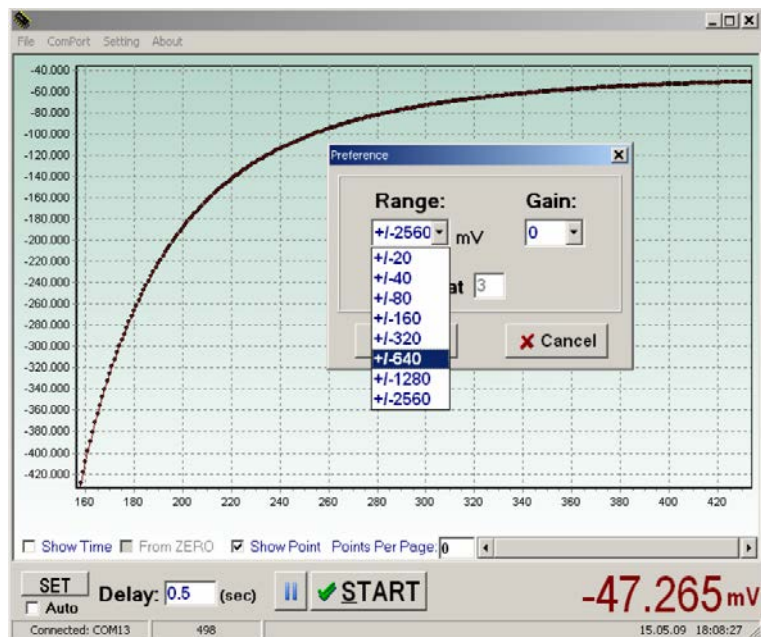 File ComPort Setting About
-40.000
-60.000
-80.000
-100.000
-120.000
-140.000
-160.000
-180.000
-200.000
-220.000
-240.000
-260.000
-280.000
-300.000
-320.000
-340.000
-360.000
-380.000
-400.000
-420.000
160 180 200 220 240 260 280 300 320 340 360 380 400 420
Preference
Range: Gain:
+/-2560 mV 0
+/-20
+/-40
+/-80
+/-160
+/-320
+/-640
+/-1280
+/-2560
at 3
Cancel
Show Time From ZERO Show Point Points Per Page: 0
SET Delay: 0.5 (sec) START -47.265 mV
Auto
Connected: COM13 498 15.05.09 18:08:27